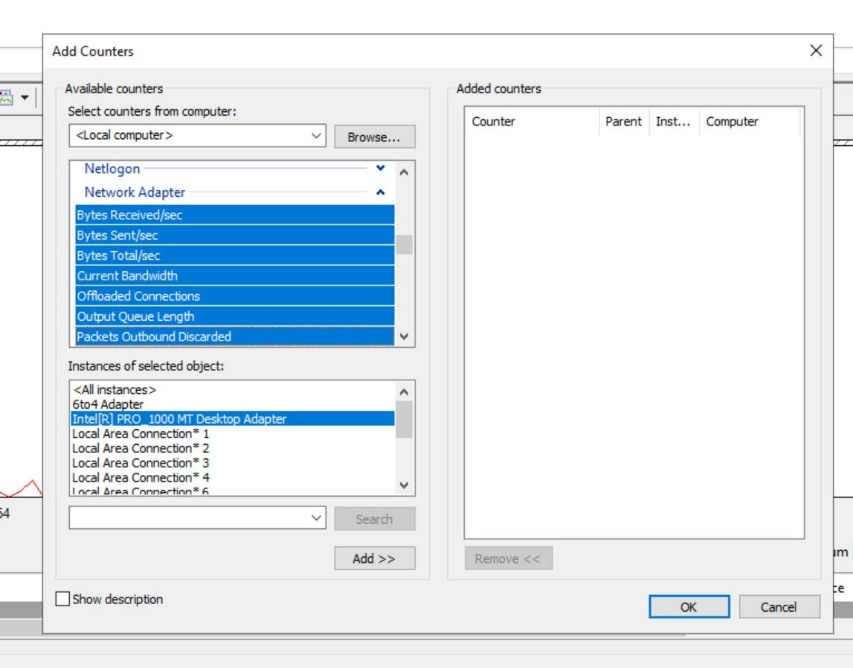 Add Counters
Available counters
Select counters from computer:
<Local computer>
Browse...
Netlogon
Network Adapter
Bytes Received/sec
Bytes Sent/sec
Bytes Total/sec
Current Bandwidth
Offloaded Connections
Output Queue Length
Packets Outbound Discarded
Instances of selected object:
<All instances>
6to4 Adapter
Intel[R] PRO_1000 MT Desktop Adapter
Local Area Connection* 1
Local Area Connection* 2
Local Area Connection* 3
Local Area Connection* 4
Local Area Connection* 6
Search
Add >>
Show description
Added counters
Counter Parent Inst... Computer
Remove <<
OK Cancel